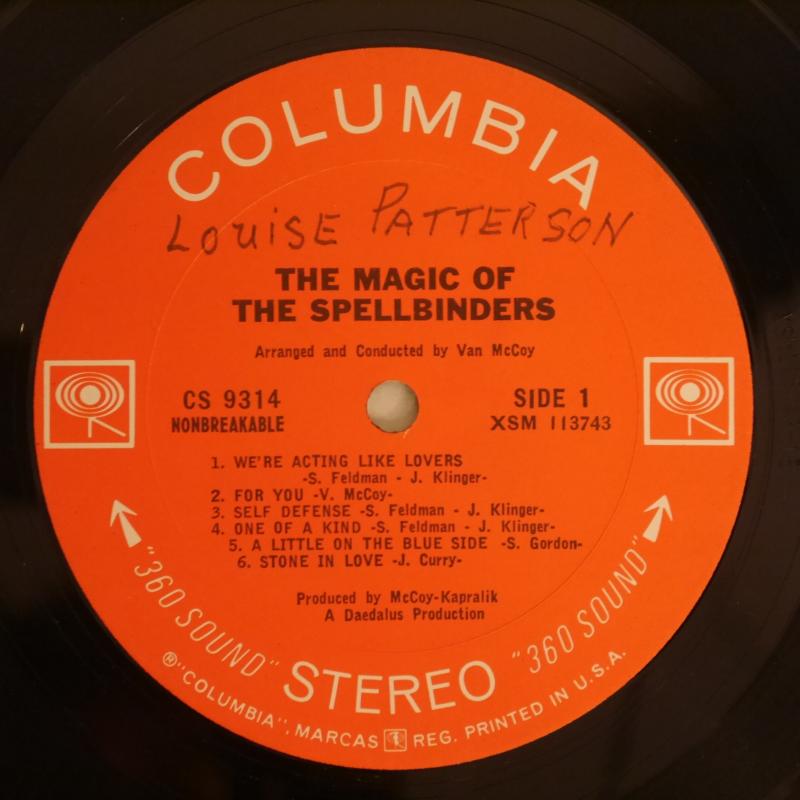 COLUMBIA
LOUISE PATTERSON
THE MAGIC OF
THE SPELLBINDERS
Arranged and Conducted by Van McCoy
CS 9314
NONBREAKABLE
SIDE 1
XSM 113743
1. WE'RE ACTING LIKE LOVERS
-S. Feldman - J. Klinger-
2. FOR YOU -V. McCoy-
3. SELF DEFENSE -S. Feldman - J. Klinger-
4. ONE OF A KIND -S. Feldman - J. Klinger-
5. A LITTLE ON THE BLUE SIDE -S. Gordon-
6. STONE IN LOVE -J. Curry-
Produced by McCoy-Kapralik
A Daedalus Production
"360 SOUND" STEREO "360 SOUND"
® "COLUMBIA", MARCAS REG. PRINTED IN U.S.A.